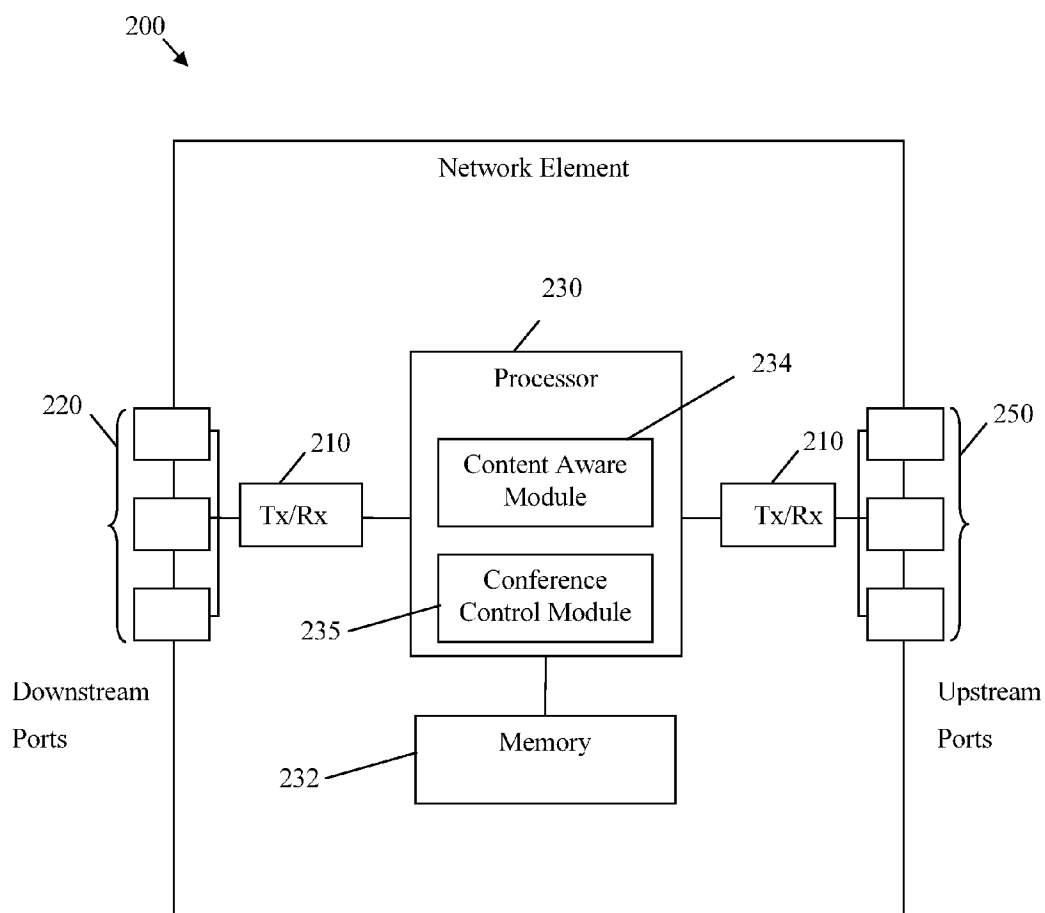 200
Network Element
230
Processor
234
220
250
210
210
Content Aware
Module
Tx/Rx
Tx/Rx
Conference
Control Module
235
Downstream
Ports
Upstream
Ports
Memory
232